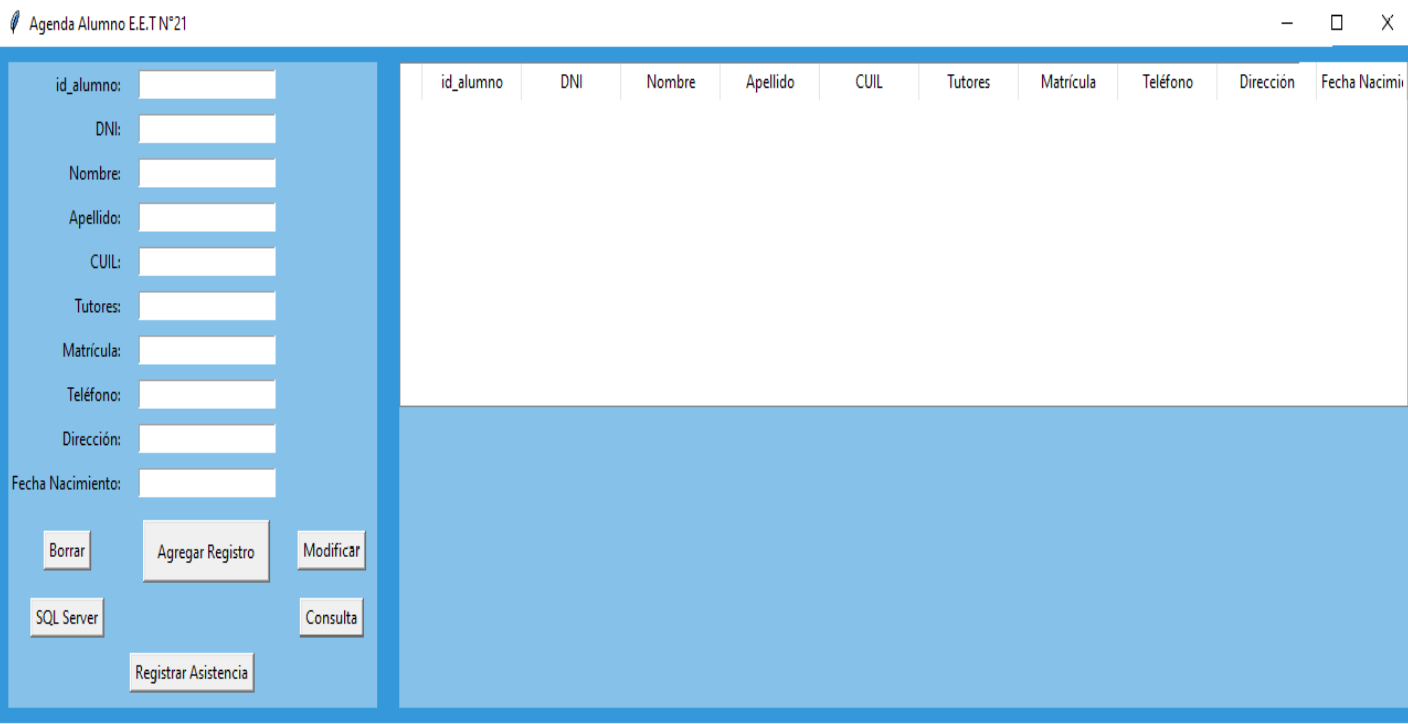 Agenda Alumno E.E.T N°21
id_alumno:
DNI:
Nombre:
Apellido:
CUIL:
Tutores:
Matrícula:
Teléfono:
Dirección:
Fecha Nacimiento:
Borrar Agregar Registro Modificar
SQL Server Consulta
Registrar Asistencia
id_alumno DNI Nombre Apellido CUIL Tutores Matrícula Teléfono Dirección Fecha Nacimi